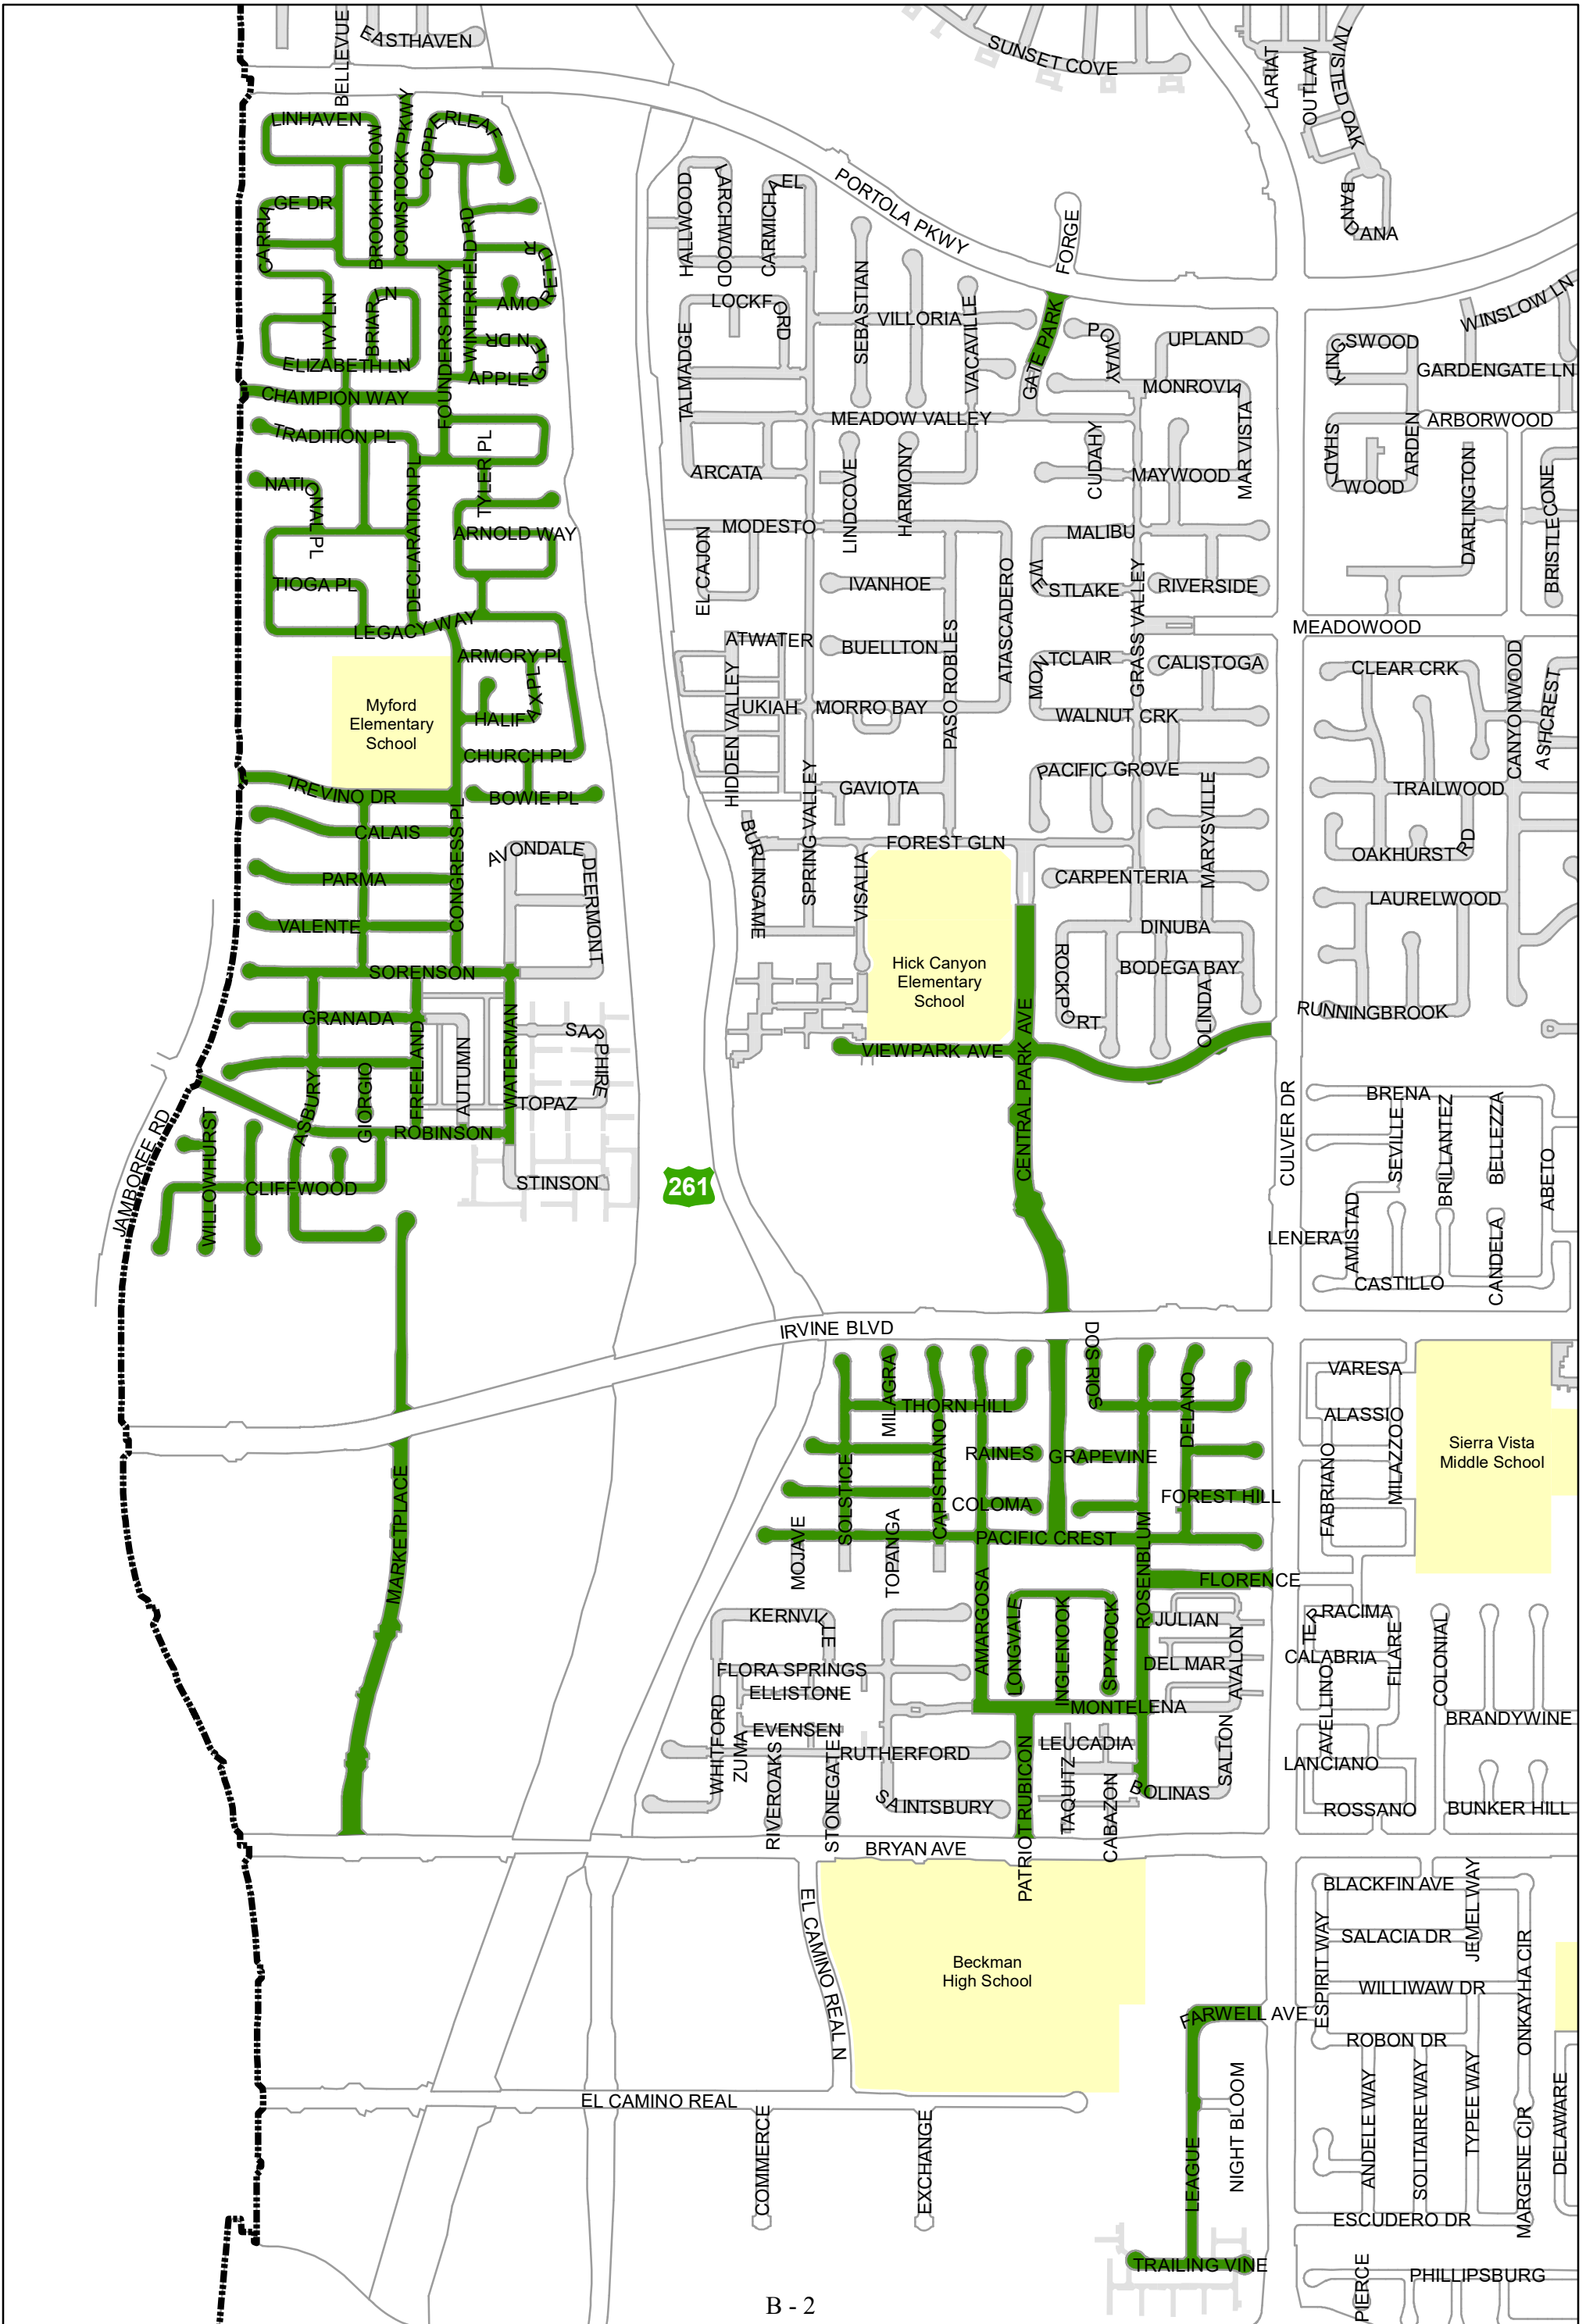 EASTHAVEN
BELLEVUE
SUNSET COVE
LARIAT
OUTLAW
TWISTED OAK
BANDANA
LINHAVEN
BROOKHOLLOW
COMSTOCK PKWY
COPPERLEAF
CARRIAGE DR
WINTERFIELD RD
AMO
RET DR
IVY LN
BRIAR LN
FOUNDERS PKWY
APPLE GLEN DR
ELIZABETH LN
CHAMPION WAY
TRADITION PL
NATIONAL PL
DECLARATION PL
TYLER PL
ARNOLD WAY
TIOGA PL
LEGACY WAY
ARMORY PL
HALIFAX PL
CHURCH PL
BOWIE PL
Myford
Elementary
School
TREVINO DR
CALAIS
PARMA
VALENTE
CONGRESS PL
AVONDALE
DEERMONT
SORENSON
GRANADA
FREELAND
AUTUMN
WATERMAN
SAPPHIRE
TOPAZ
ASBURY
GIORGIO
ROBINSON
STINSON
WILLOWHURST
CLIFFWOOD
JAMBOREE RD
MARKETPLACE
261
PORTOLA PKWY
HALLWOOD
LARCHWOOD
CARMICHAEL
LOCKFORD
TALMADGE
SEBASTIAN
VILLORIA
VACAVILLE
FORGE
GATE PARK
POWAY
UPLAND
MONROVIA
MAR VISTA
MEADOW VALLEY
ARCATA
LINDCOVE
HARMONY
CUDAHY
MAYWOOD
MODESTO
EL CAJON
IVANHOE
ATASCADERO
MALIBU
WESTLAKE
RIVERSIDE
GRASS VALLEY
ATWATER
BUELLTON
PASO ROBLES
MONTCLAIR
CALISTOGA
HIDDEN VALLEY
UKIAH
MORRO BAY
WALNUT CRK
PACIFIC GROVE
MARYSVILLE
GAVIOTA
SPRING VALLEY
BURLINGAME
FOREST GLN
VISALIA
CARPENTERIA
DINUBA
ROCKPORT
BODEGA BAY
OLINDA
Hick Canyon
Elementary
School
VIEWPARK AVE
CENTRAL PARK AVE
CULVER DR
KINGSWOOD
WINSLOW LN
GARDENGATE LN
ARBORWOOD
SHADYWOOD
ARDEN
DARLINGTON
BRISTLECONE
MEADOWOOD
CLEAR CRK
CANYONWOOD
ASHCREST
TRAILWOOD
OAKHURST RD
LAURELWOOD
RUNNINGBROOK
BRENA
SEVILLE
BRILLANTEZ
BELLEZZA
ABETO
LENERA
AMISTAD
CANDELA
CASTILLO
IRVINE BLVD
DOS RIOS
MILAGRA
THORN HILL
DELANO
RAINES
GRAPEVINE
SOLSTICE
CAPISTRANO
COLOMA
FOREST HILL
MOJAVE
TOPANGA
PACIFIC CREST
AMARGOSA
ROSENBLUM
FLORENCE
KERNVILLE
LONGVALE
INGLENOOK
SPYROCK
JULIAN
FLORA SPRINGS
DEL MAR
AVALON
ELLISTONE
MONTELENA
WHITFORD
ZUMA
EVENSEN
RUTHERFORD
LEUCADIA
SALTON
RIVEROAKS
STONEGATE
SAINTSBURY
PATRIOT
RUBICON
TAQUITZ
CABAZON
BOLINAS
VARESA
ALASSIO
FABRIANO
MILAZZO
Sierra Vista
Middle School
TERRACIMA
CALABRIA
FILARE
COLONIAL
AVELLINO
BRANDYWINE
LANCIANO
ROSSANO
BUNKER HILL
BRYAN AVE
EL CAMINO REAL N
Beckman
High School
BLACKFIN AVE
JEMEL WAY
SALACIA DR
ESPIRIT WAY
WILLIWAW DR
ONKAYHA CIR
FARWELL AVE
ROBON DR
EL CAMINO REAL
NIGHT BLOOM
LEAGUE
ANDELE WAY
SOLITAIRE WAY
TYPEE WAY
MARGENE CIR
DELAWARE
COMMERCE
EXCHANGE
ESCUDERO DR
TRAILING VINE
PIERCE
PHILLIPSBURG
B - 2